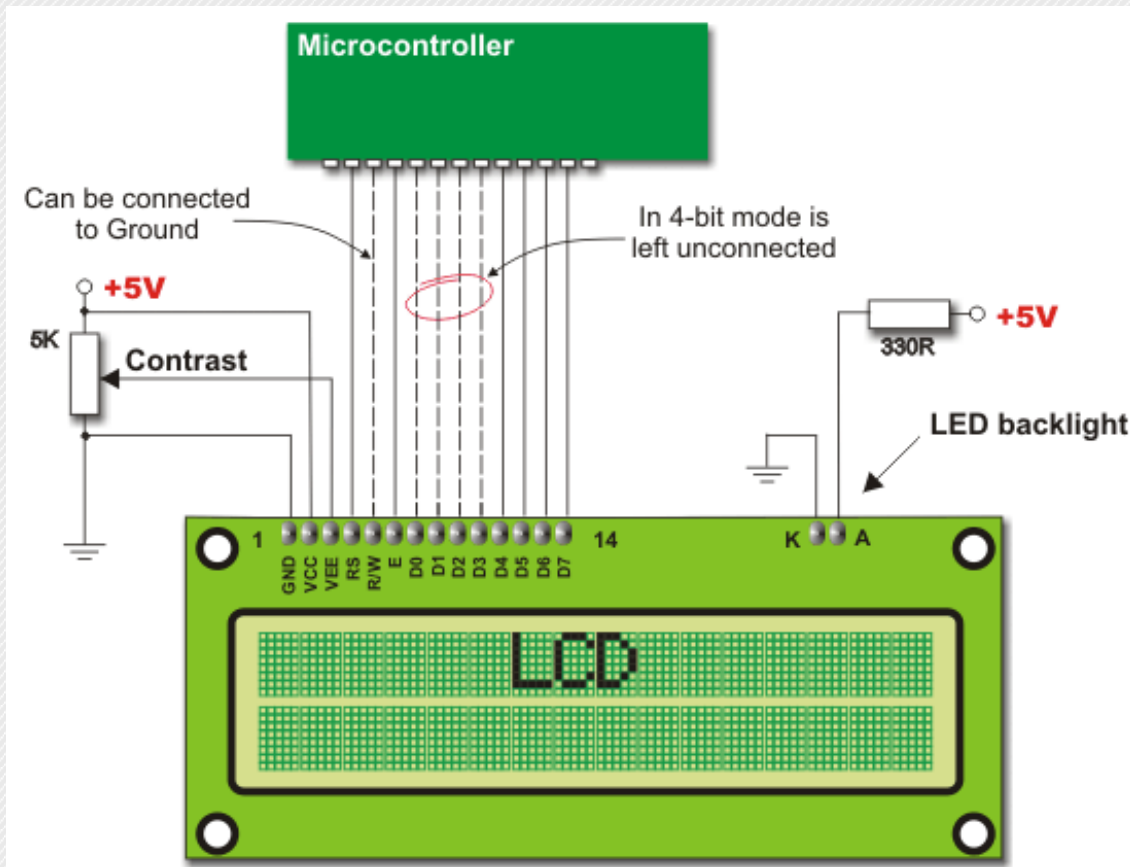 Microcontroller
Can be connected
to Ground
In 4-bit mode is
left unconnected
+5V
5K
Contrast
+5V
330R
LED backlight
1
14
K
A
GND
VCC
VEE
RS
R/W
E
D0
D1
D2
D3
D4
D5
D6
D7
LCD